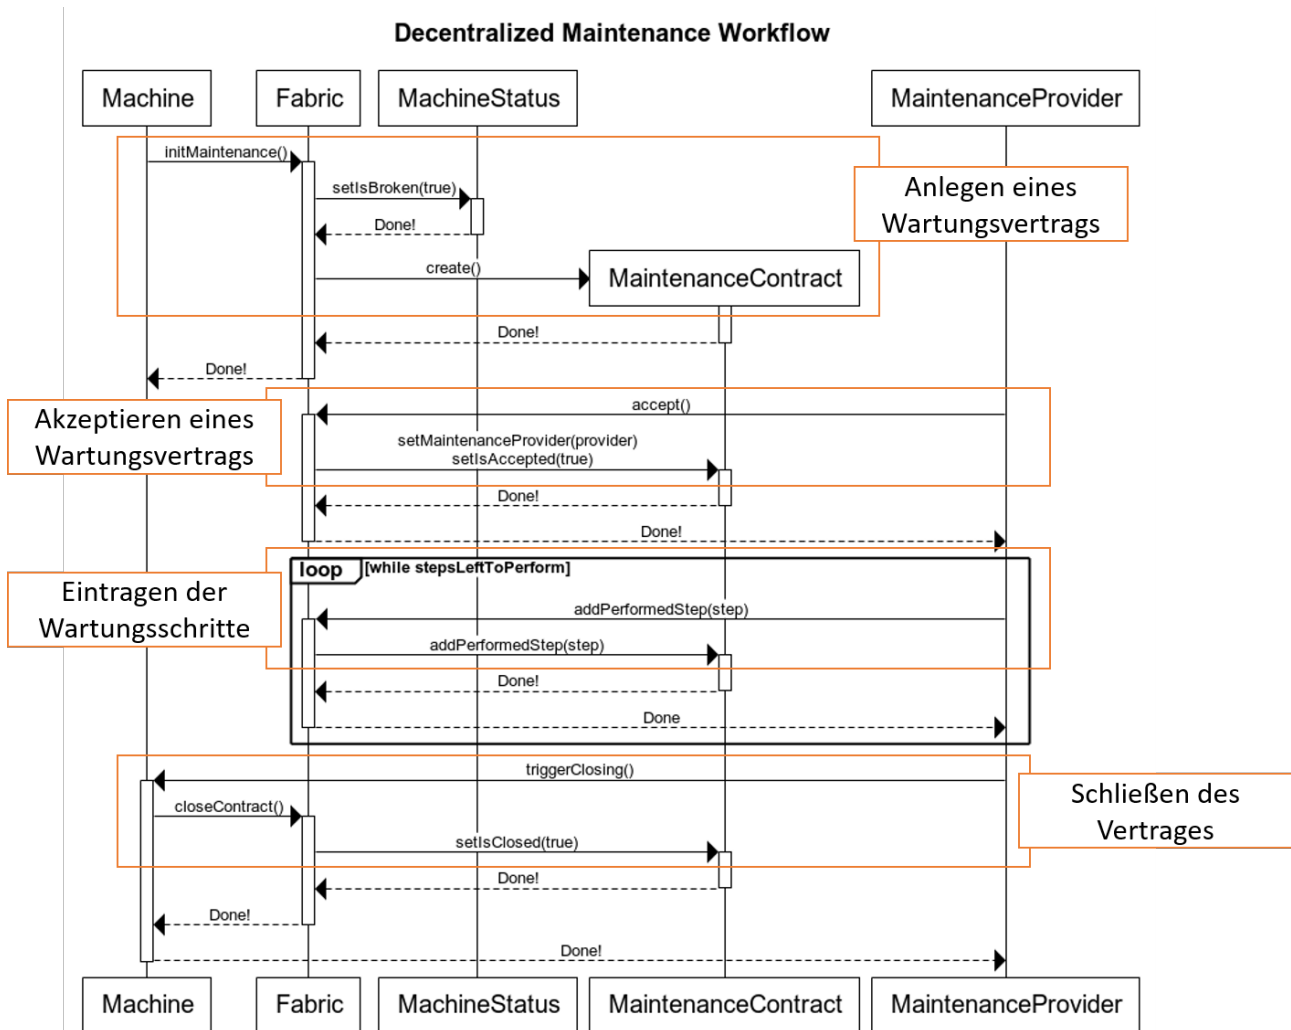 Decentralized Maintenance Workflow
Machine
Fabric
MachineStatus
MaintenanceProvider
initMaintenance()
setIsBroken(true)
Done!
Anlegen eines
Wartungsvertrags
create()
MaintenanceContract
Done!
Done!
accept()
Akzeptieren eines
Wartungsvertrags
setMaintenanceProvider(provider)
setIsAccepted(true)
Done!
Done!
loop
[while stepsLeftToPerform]
Eintragen der
Wartungsschritte
addPerformedStep(step)
addPerformedStep(step)
Done!
Done
triggerClosing()
closeContract()
Schließen des
Vertrages
setIsClosed(true)
Done!
Done!
Done!
Machine
Fabric
MachineStatus
MaintenanceContract
MaintenanceProvider